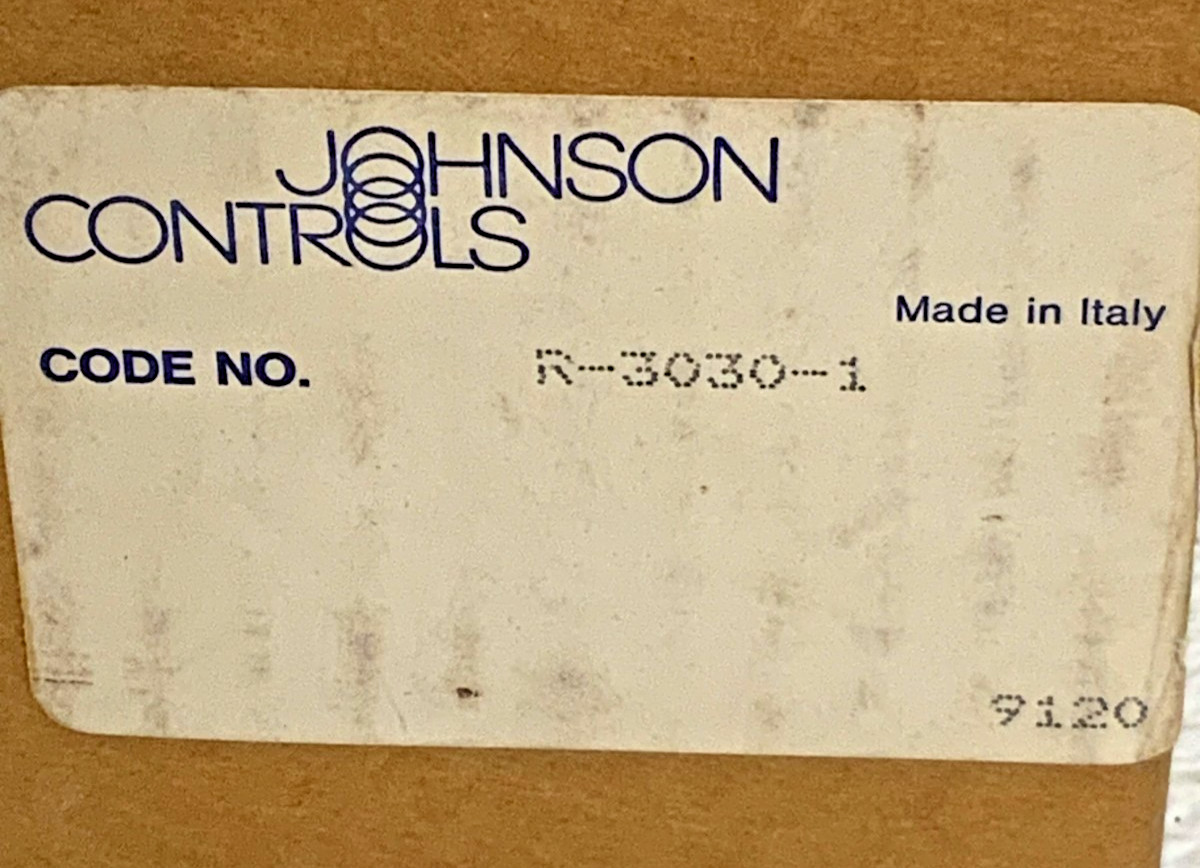 JOHNSON
CONTROLS
Made in Italy
CODE NO. R-3030-1
9120